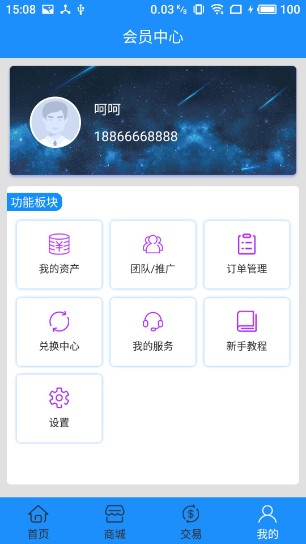 15:08 0.03 K/s 100
会员中心
呵呵
18866668888
功能板块
我的资产 团队/推广 订单管理
兑换中心 我的服务 新手教程
设置
首页 商城 交易 我的